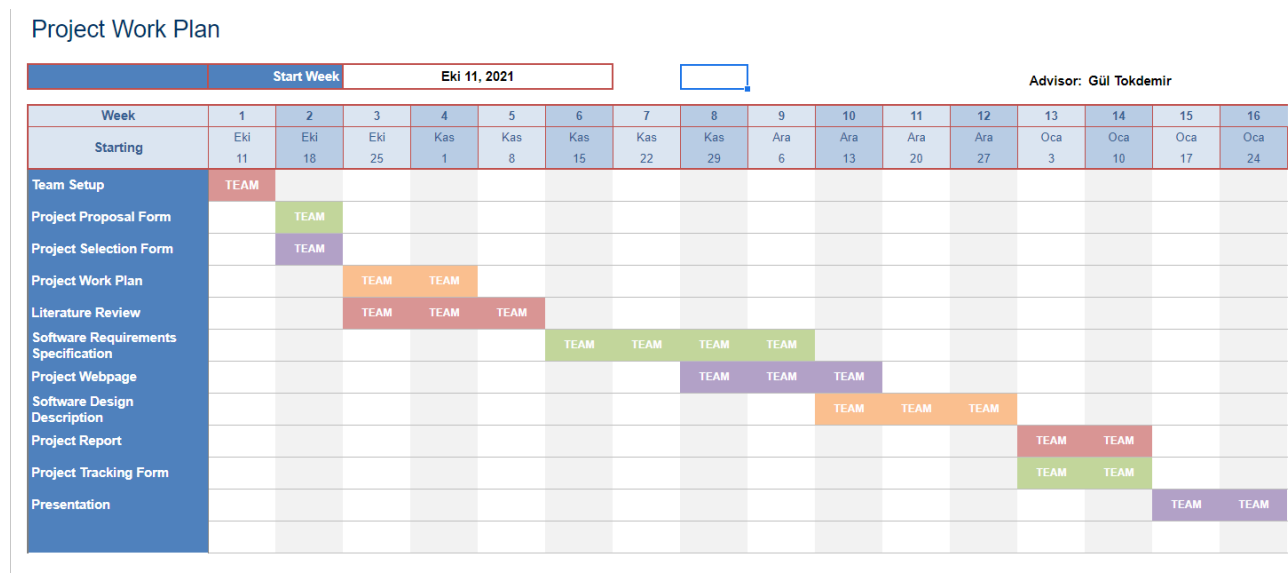 Project Work Plan
Start Week Eki 11, 2021
Advisor: Gül Tokdemir
Week 1 2 3 4 5 6 7 8 9 10 11 12 13 14 15 16
Starting Eki Eki Eki Kas Kas Kas Kas Kas Ara Ara Ara Ara Oca Oca Oca Oca
11 18 25 1 8 15 22 29 6 13 20 27 3 10 17 24
Team Setup TEAM
Project Proposal Form TEAM
Project Selection Form TEAM
Project Work Plan TEAM TEAM
Literature Review TEAM TEAM TEAM
Software Requirements
Specification TEAM TEAM TEAM TEAM
Project Webpage TEAM TEAM TEAM
Software Design
Description TEAM TEAM TEAM
Project Report TEAM TEAM
Project Tracking Form TEAM TEAM
Presentation TEAM TEAM